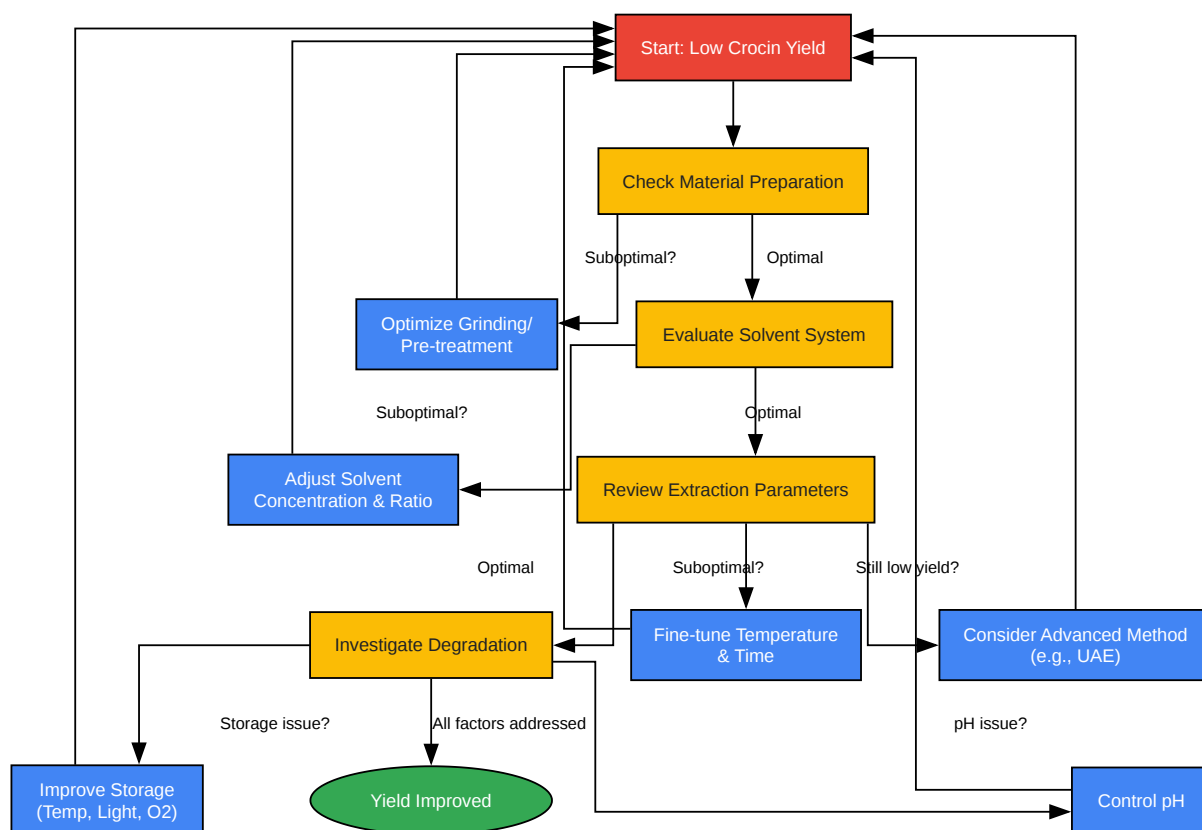 Start: Low Crocin Yield
Check Material Preparation
Suboptimal?
Optimal
Optimize Grinding/
Pre-treatment
Evaluate Solvent System
Suboptimal?
Optimal
Adjust Solvent
Concentration & Ratio
Review Extraction Parameters
Optimal
Suboptimal?
Still low yield?
Investigate Degradation
Fine-tune Temperature
& Time
Consider Advanced Method
(e.g., UAE)
Storage issue?
All factors addressed
pH issue?
Improve Storage
(Temp, Light, O2)
Yield Improved
Control pH